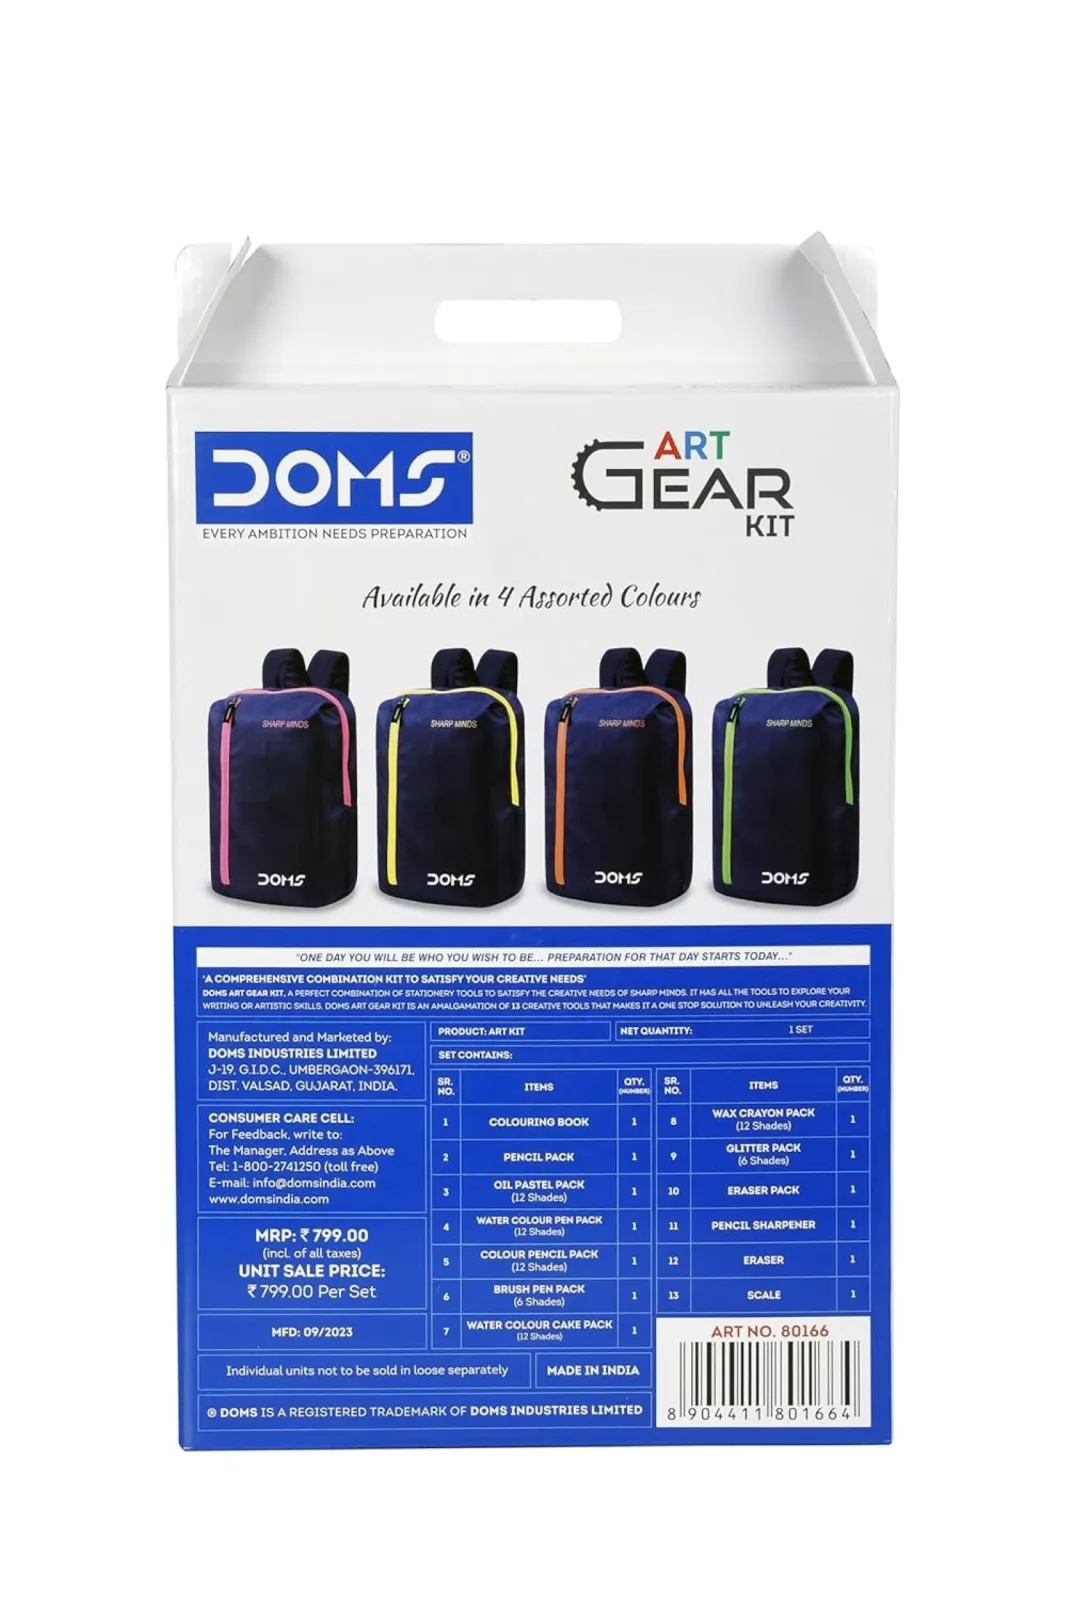 DOMS®
EVERY AMBITION NEEDS PREPARATION
ART
GEAR
KIT
Available in 4 Assorted Colours
SHARP MINDS
SHARP MINDS
SHARP MINDS
SHARP MINDS
DOMS
DOMS
DOMS
DOMS
"ONE DAY YOU WILL BE WHO YOU WISH TO BE... PREPARATION FOR THAT DAY STARTS TODAY..."
'A COMPREHENSIVE COMBINATION KIT TO SATISFY YOUR CREATIVE NEEDS'
DOMS ART GEAR KIT, A PERFECT COMBINATION OF STATIONERY TOOLS TO SATISFY THE CREATIVE NEEDS OF SHARP MINDS. IT HAS ALL THE TOOLS TO EXPLORE YOUR
WRITING OR ARTISTIC SKILLS. DOMS ART GEAR KIT IS AN AMALGAMATION OF 13 CREATIVE TOOLS THAT MAKES IT A ONE STOP SOLUTION TO UNLEASH YOUR CREATIVITY.
Manufactured and Marketed by:
DOMS INDUSTRIES LIMITED
J-19, G.I.D.C., UMBERGAON-396171,
DIST. VALSAD, GUJARAT, INDIA.
CONSUMER CARE CELL:
For Feedback, write to:
The Manager, Address as Above
Tel: 1-800-2741250 (toll free)
E-mail: info@domsindia.com
www.domsindia.com
MRP: ₹ 799.00
(incl. of all taxes)
UNIT SALE PRICE:
₹ 799.00 Per Set
MFD: 09/2023
PRODUCT: ART KIT
NET QUANTITY: 1 SET
SET CONTAINS:
SR. NO. ITEMS QTY. (NUMBER)
1 COLOURING BOOK 1
2 PENCIL PACK 1
3 OIL PASTEL PACK (12 Shades) 1
4 WATER COLOUR PEN PACK (12 Shades) 1
5 COLOUR PENCIL PACK (12 Shades) 1
6 BRUSH PEN PACK (6 Shades) 1
7 WATER COLOUR CAKE PACK (12 Shades) 1
SR. NO. ITEMS QTY. (NUMBER)
8 WAX CRAYON PACK (12 Shades) 1
9 GLITTER PACK (6 Shades) 1
10 ERASER PACK 1
11 PENCIL SHARPENER 1
12 ERASER 1
13 SCALE 1
Individual units not to be sold in loose separately
MADE IN INDIA
® DOMS IS A REGISTERED TRADEMARK OF DOMS INDUSTRIES LIMITED
ART NO. 80166
8 904411 801664